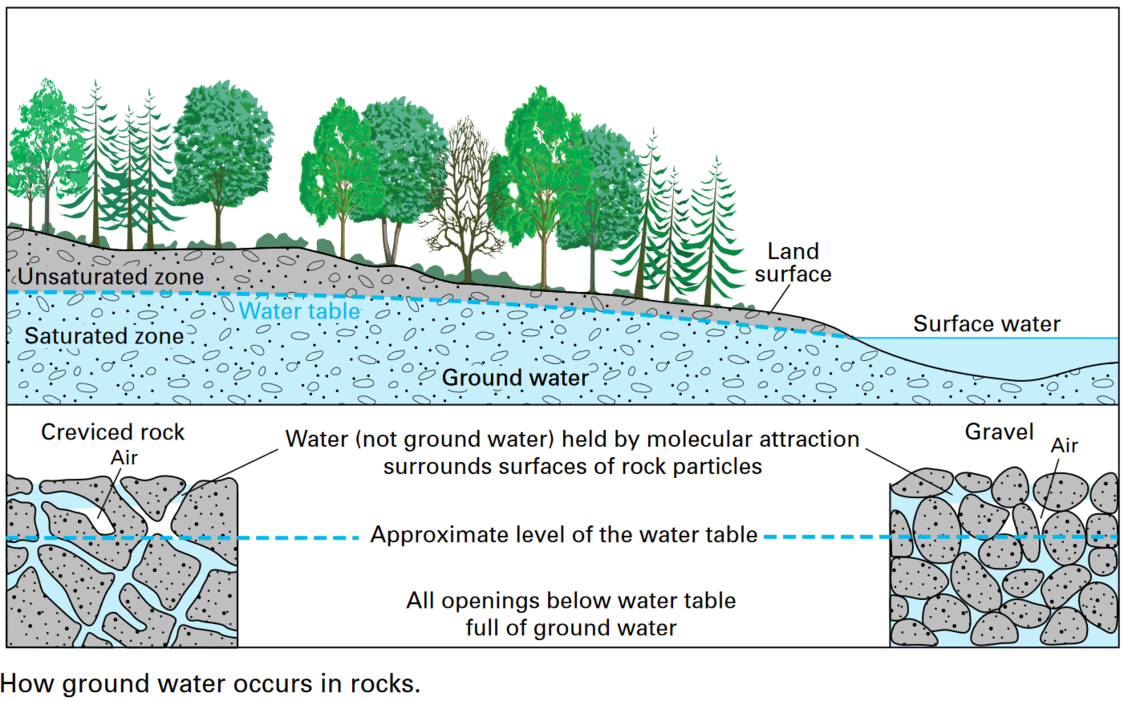 Land
surface
Unsaturated zone
Water table
Surface water
Saturated zone
Ground water
Creviced rock
Air
Water (not ground water) held by molecular attraction
surrounds surfaces of rock particles
Gravel
Air
Approximate level of the water table
All openings below water table
full of ground water
How ground water occurs in rocks.